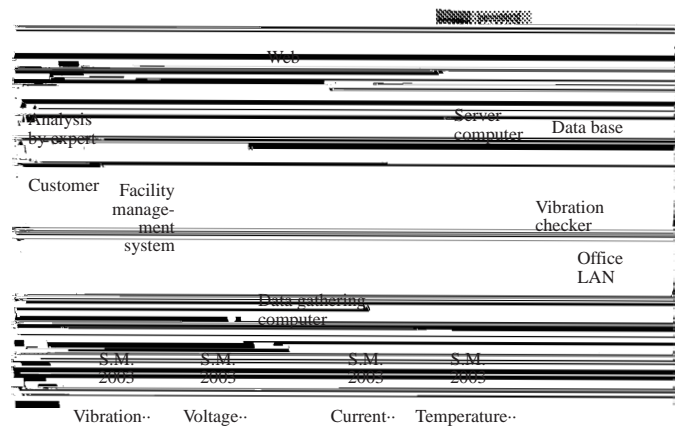 Web
Analysis
by expert
Server
computer
Data base
Customer
Facility
manage-
ment
system
Vibration
checker
Office
LAN
Data gathering
computer
S.M.
2003
S.M.
2003
S.M.
2003
S.M.
2003
Vibration··
Voltage··
Current··
Temperature··